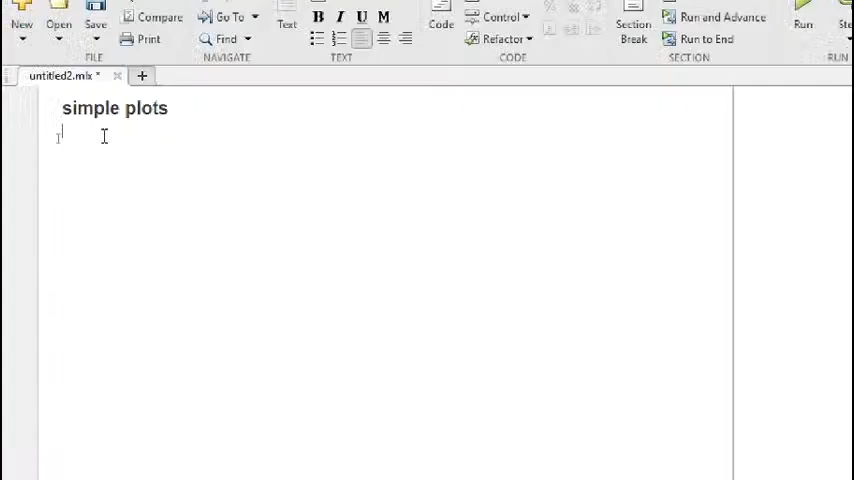 New Open Save Compare Print Go To Find Text B I U M Code Control Refactor Section Break Run and Advance Run to End Run
FILE NAVIGATE TEXT CODE SECTION RUN
untitled2.mlx *
simple plots